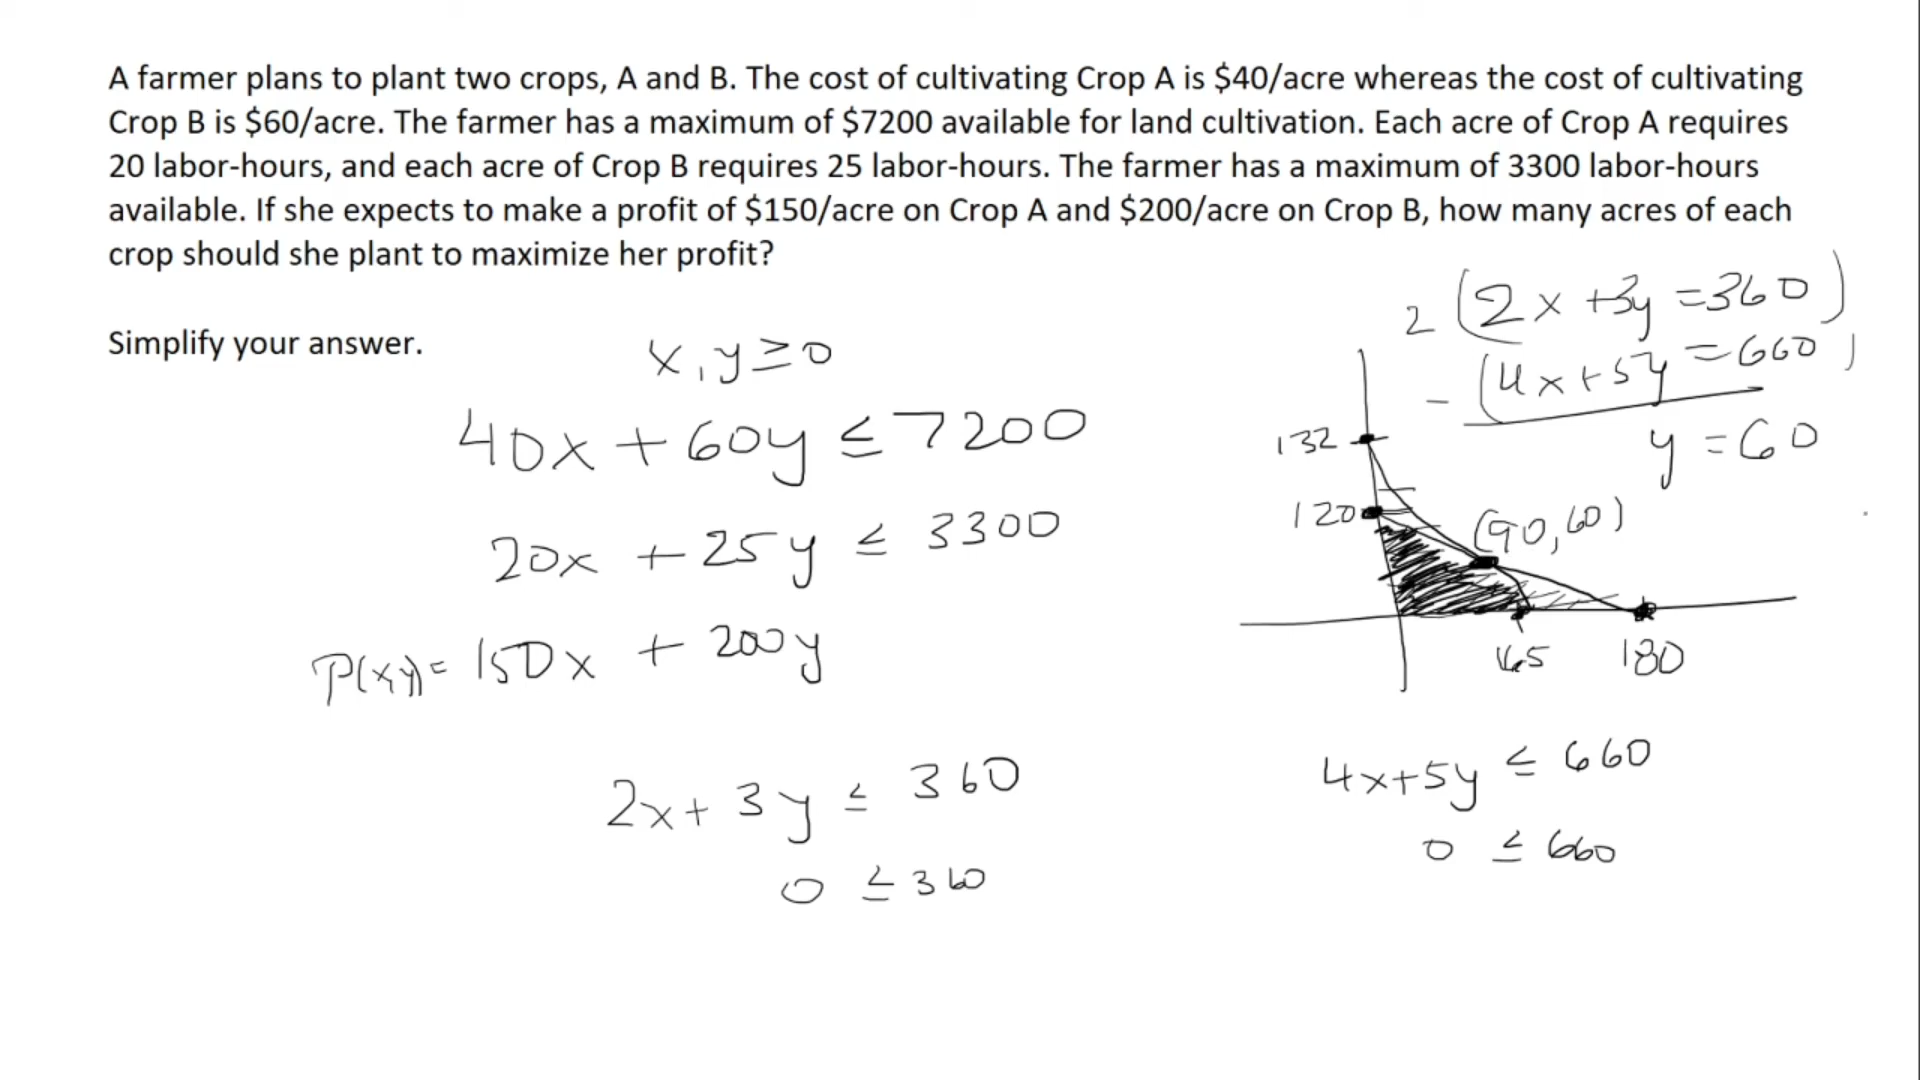 A farmer plans to plant two crops, A and B. The cost of cultivating Crop A is $40/acre whereas the cost of cultivating
Crop B is $60/acre. The farmer has a maximum of $7200 available for land cultivation. Each acre of Crop A requires
20 labor-hours, and each acre of Crop B requires 25 labor-hours. The farmer has a maximum of 3300 labor-hours
available. If she expects to make a profit of $150/acre on Crop A and $200/acre on Crop B, how many acres of each
crop should she plant to maximize her profit?
Simplify your answer.
x, y ≥ 0
40x + 60y ≤ 7200
20x + 25y ≤ 3300
P(x,y) = 150x + 200y
2x + 3y ≤ 360
0 ≤ 360
2 (2x + 3y = 360)
- (4x + 5y = 660)
y = 60
132
120
(90, 60)
165
180
4x + 5y ≤ 660
0 ≤ 660